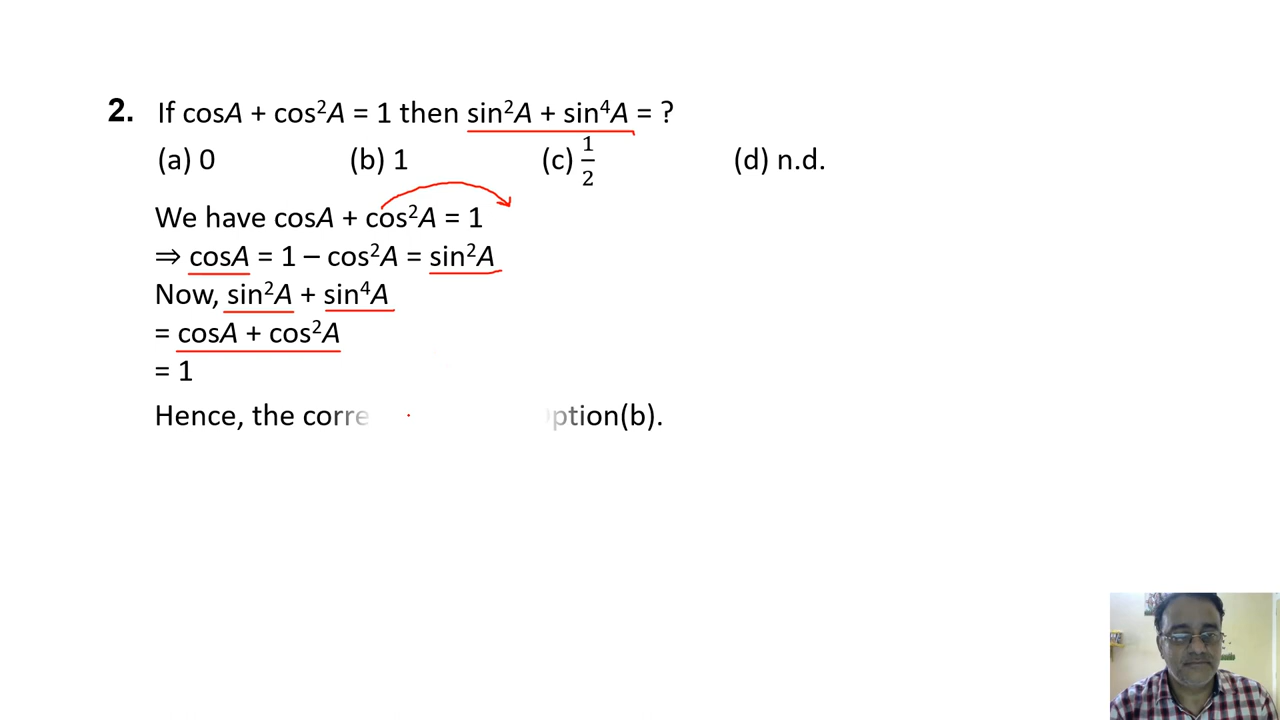 2. If cosA + cos²A = 1 then sin²A + sin⁴A = ?
(a) 0 (b) 1 (c) 1/2 (d) n.d.
We have cosA + cos²A = 1
⇒ cosA = 1 – cos²A = sin²A
Now, sin²A + sin⁴A
= cosA + cos²A
= 1
Hence, the corre ption(b).